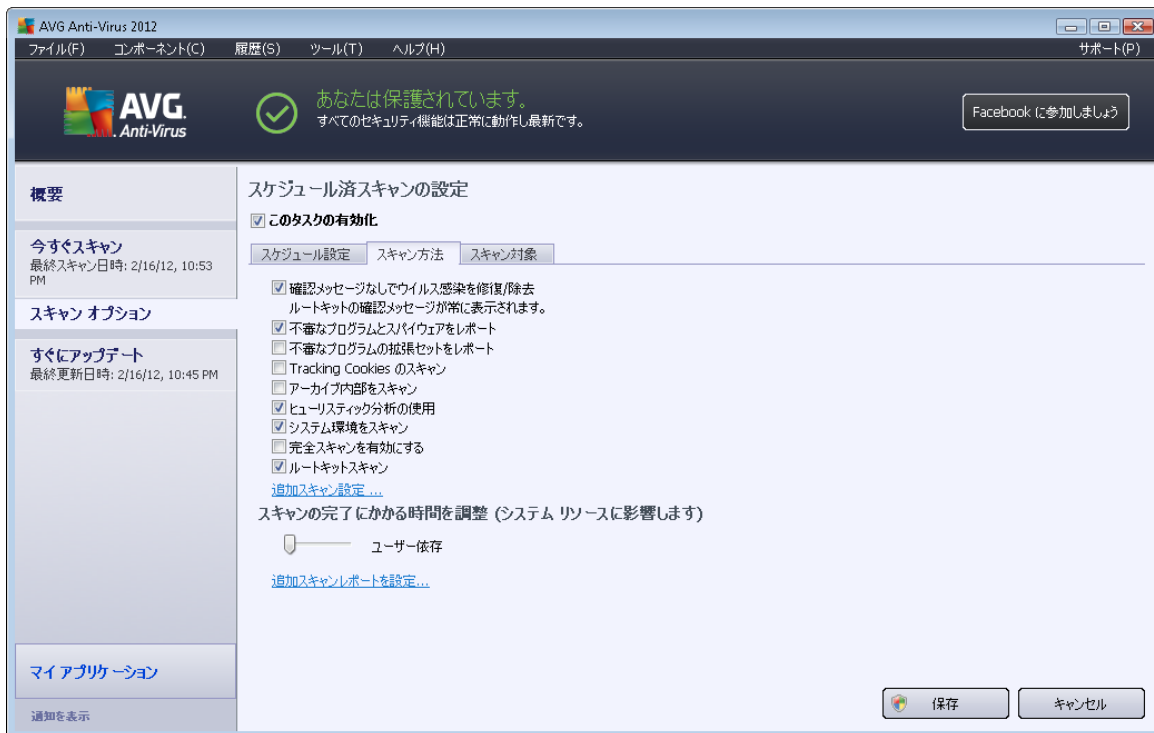 AVG Anti-Virus 2012
ファイル(F) コンポーネント(C) 履歴(S) ツール(T) ヘルプ(H) サポート(P)
AVG.
Anti-Virus
あなたは保護されています。
すべてのセキュリティ機能は正常に動作し最新です。
Facebook に参加しましょう
概要
今すぐスキャン
最終スキャン日時: 2/16/12, 10:53
PM
スキャン オプション
すぐにアップデート
最終更新日時: 2/16/12, 10:45 PM
マイ アプリケーション
通知を表示
スケジュール済スキャンの設定
このタスクの有効化
スケジュール設定 スキャン方法 スキャン対象
確認メッセージなしでウイルス感染を修復/除去
ルートキットの確認メッセージが常に表示されます。
不審なプログラムとスパイウェアをレポート
不審なプログラムの拡張セットをレポート
Tracking Cookies のスキャン
アーカイブ内部をスキャン
ヒューリスティック分析の使用
システム環境をスキャン
完全スキャンを有効にする
ルートキットスキャン
追加スキャン設定 ...
スキャンの完了にかかる時間を調整 (システム リソースに影響します)
ユーザー依存
追加スキャンレポートを設定...
保存 キャンセル